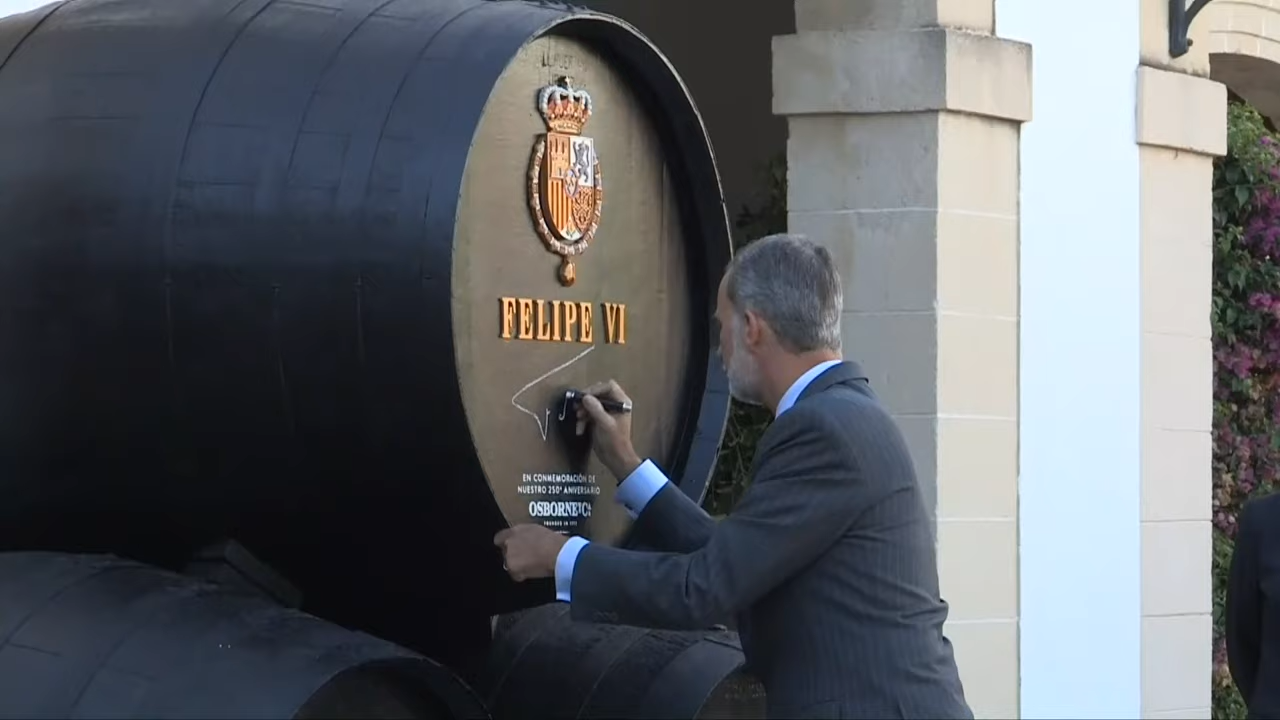 FELIPE VI
EN CONMEMORACIÓN DE
NUESTRO 250º ANIVERSARIO
OSBORNE